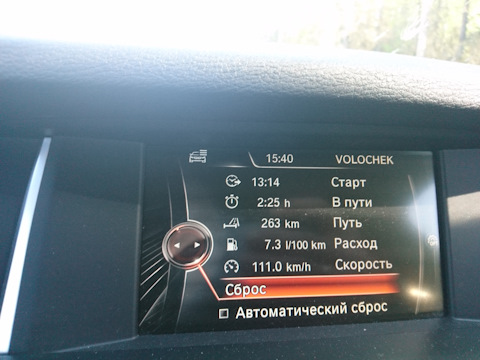 15:40 VOLOCHEK
13:14 Старт
2:25 h В пути
263 km Путь
7.3 l/100 km Расход
111.0 km/h Скорость
Сброс
Автоматический сброс